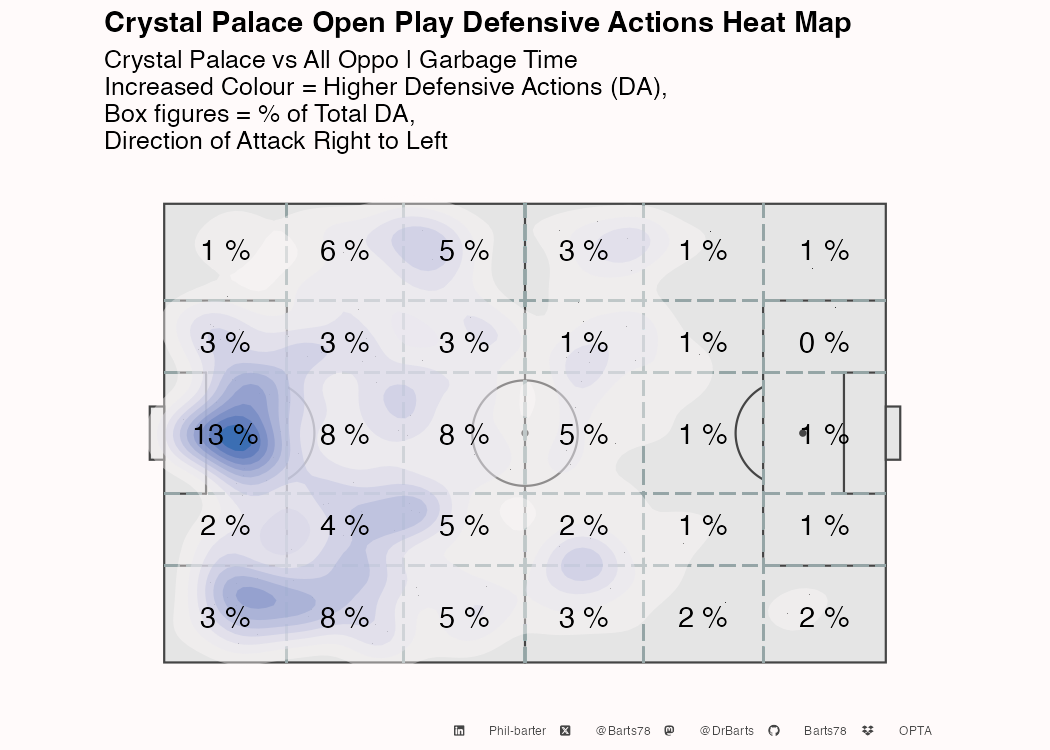 Crystal Palace Open Play Defensive Actions Heat Map
Crystal Palace vs All Oppo | Garbage Time
Increased Colour = Higher Defensive Actions (DA),
Box figures = % of Total DA,
Direction of Attack Right to Left
1 % 6 % 5 % 3 % 1 % 1 %
3 % 3 % 3 % 1 % 1 % 0 %
13 % 8 % 8 % 5 % 1 % 1 %
2 % 4 % 5 % 2 % 1 % 1 %
3 % 8 % 5 % 3 % 2 % 2 %
Phil-barter @Barts78 @DrBarts Barts78 OPTA